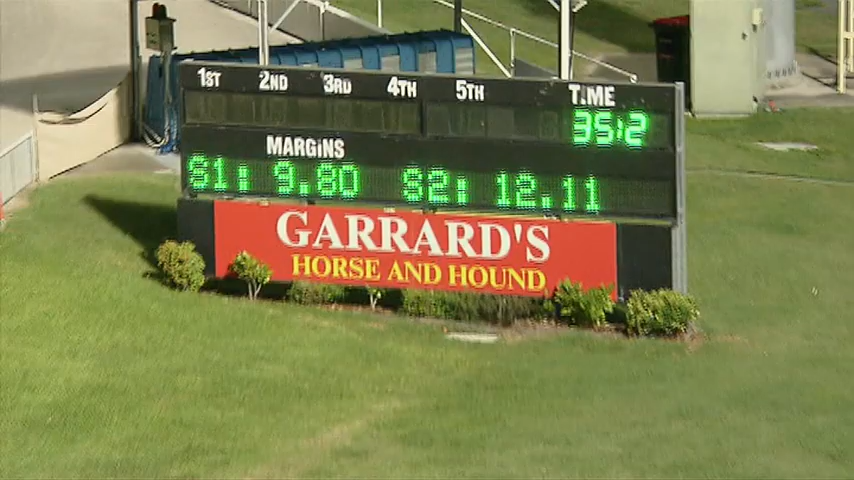 1ST 2ND 3RD 4TH 5TH TIME
35:2
MARGINS
S1: 9.80 S2: 12.11
GARRARD'S
HORSE AND HOUND